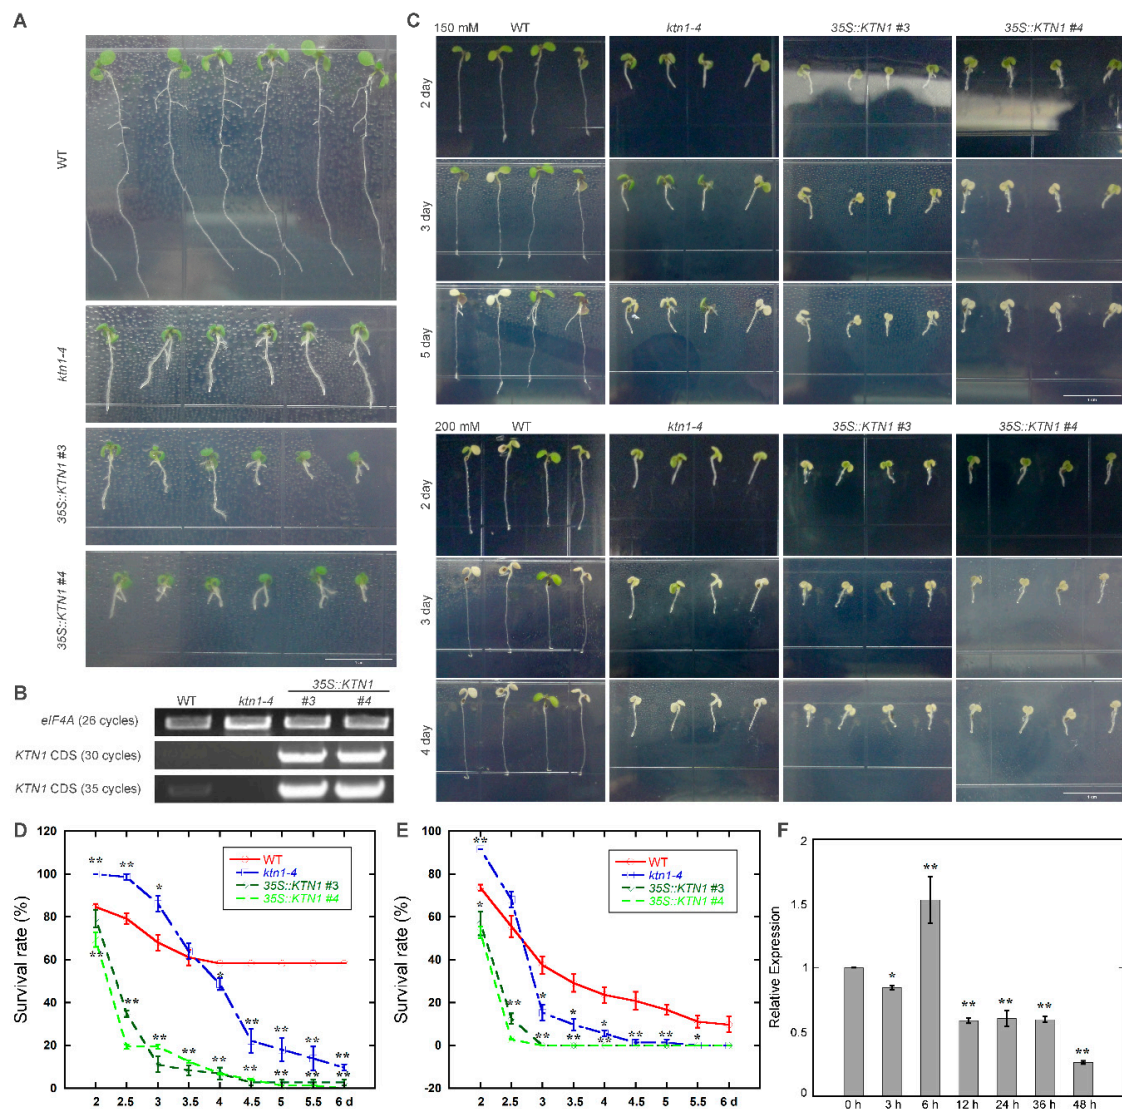 A
WT
ktn1-4
35S::KTN1 #3
35S::KTN1 #4
B
35S::KTN1
WT ktn1-4 #3 #4
eIF4A (26 cycles)
KTN1 CDS (30 cycles)
KTN1 CDS (35 cycles)
C
150 mM WT ktn1-4 35S::KTN1 #3 35S::KTN1 #4
2 day
3 day
5 day
200 mM WT ktn1-4 35S::KTN1 #3 35S::KTN1 #4
2 day
3 day
4 day
D
Survival rate (%)
120
100
80
60
40
20
0
WT
ktn1-4
35S::KTN1 #3
35S::KTN1 #4
** ** * * ** ** ** **
** ** ** ** ** ** ** **
2 2.5 3 3.5 4 4.5 5 5.5 6 d
E
Survival rate (%)
100
80
60
40
20
0
-20
WT
ktn1-4
35S::KTN1 #3
35S::KTN1 #4
2 2.5 3 3.5 4 4.5 5 5.5 6 d
F
Relative Expression
2
1.5
1
0.5
0
* ** ** ** ** **
0 h 3 h 6 h 12 h 24 h 36 h 48 h